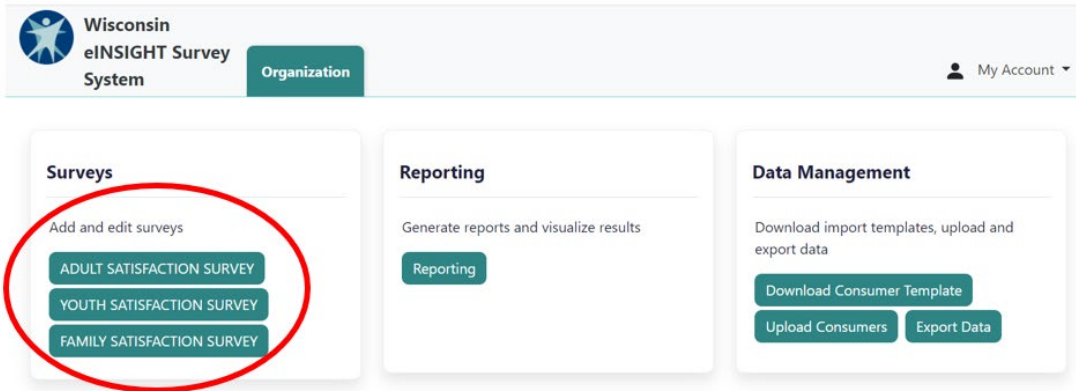 Wisconsin
eINSIGHT Survey
System
Organization
My Account
Surveys
Add and edit surveys
ADULT SATISFACTION SURVEY
YOUTH SATISFACTION SURVEY
FAMILY SATISFACTION SURVEY
Reporting
Generate reports and visualize results
Reporting
Data Management
Download import templates, upload and
export data
Download Consumer Template
Upload Consumers
Export Data